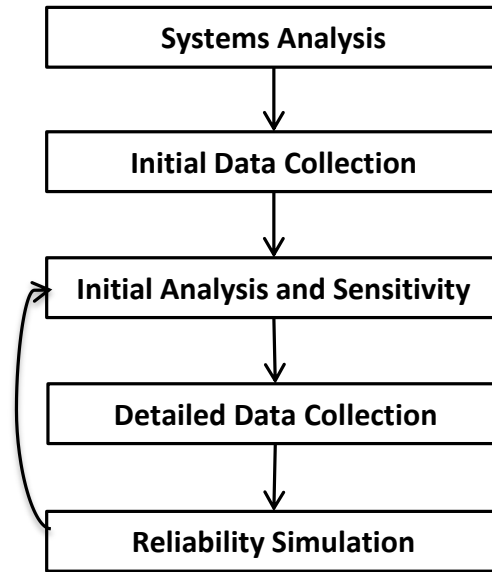 Systems Analysis
Initial Data Collection
Initial Analysis and Sensitivity
Detailed Data Collection
Reliability Simulation